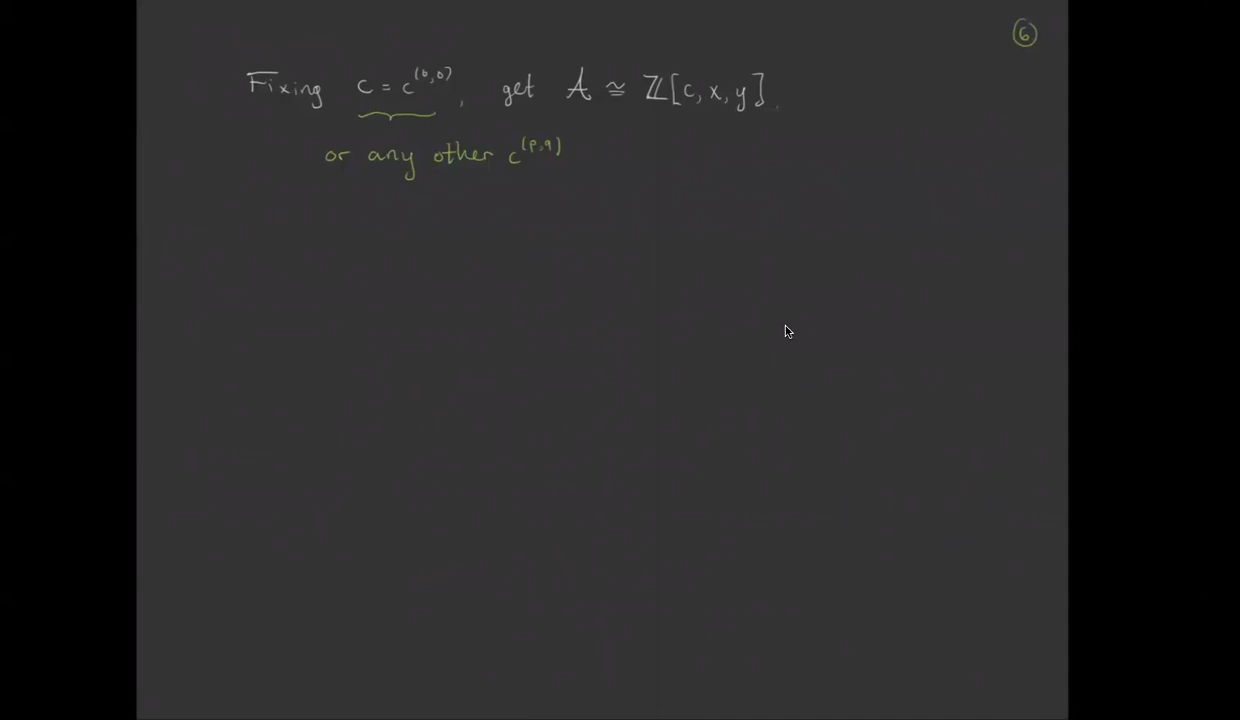 6
Fixing c = c^(0,0), get A ≅ ℤ[c, x, y].
or any other c^(p,q)